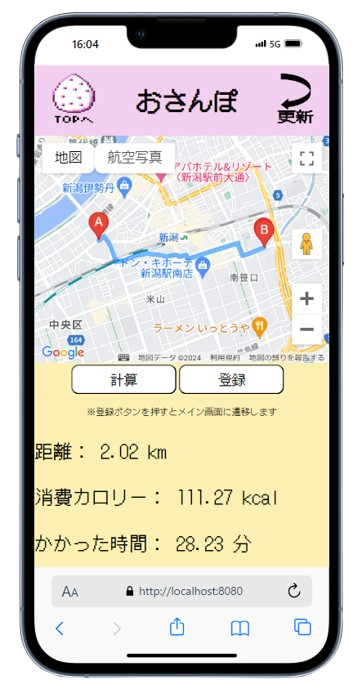 16:04
5G
TOPへ
おさんぽ
更新
地図
航空写真
アパホテル&リゾート
〈新潟駅前大通〉
新潟伊勢丹
5
A
B
新潟
ドン・キホーテ
新潟駅南店
南笹口
米山
中央区
164
ラーメン いっとうや
+
−
Google
地図データ ©2024
利用規約
地図の誤りを報告する
計算
登録
※登録ボタンを押すとメイン画面に遷移します
距離： 2.02 km
消費カロリー： 111.27 kcal
かかった時間： 28.23 分
AA
http://localhost:8080